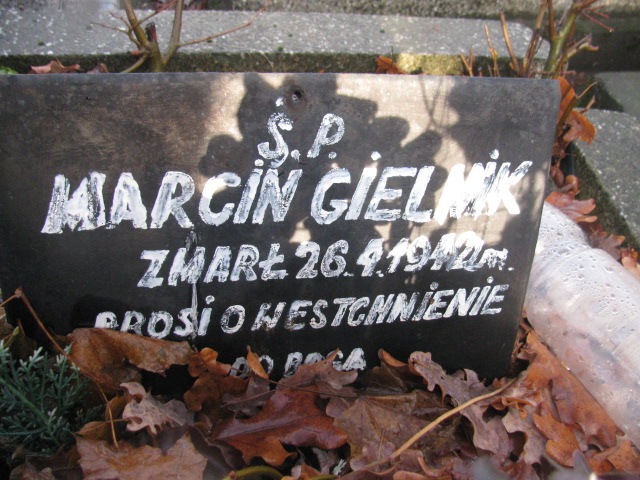 Ś. P.
MARCIN GIELNIK
ZMARŁ 26.4.1942 R.
PROSI O WESTCHNIENIE
DO BOGA